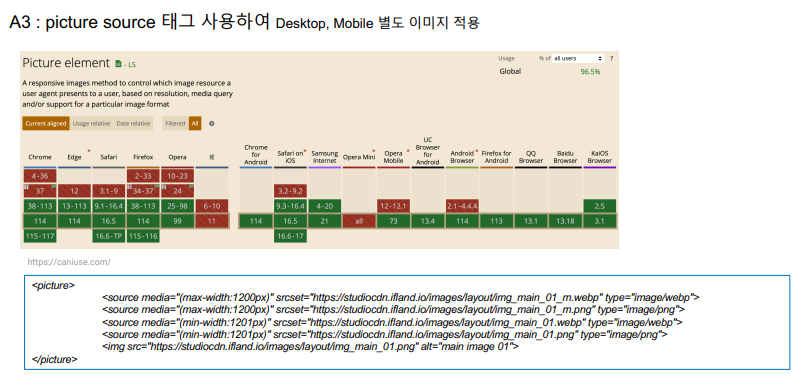 A3 : picture source 태그 사용하여 Desktop, Mobile 별도 이미지 적용
Picture element - LS
Usage % of all users ?
Global 96.5%
A responsive images method to control which image resource a
user agent presents to a user, based on resolution, media query
and/or support for a particular image format
Current aligned Usage relative Date relative Filtered All
Chrome Edge * Safari Firefox Opera IE Chrome for Android Safari on iOS * Samsung Internet Opera Mini * Opera Mobile * UC Browser for Android Android Browser * Firefox for Android QQ Browser Baidu Browser KaiOS Browser
4-36 2-33 10-23
37 12 3.1-9 34-37 24 3.2-9.2
38-113 13-113 9.1-16.4 38-113 25-98 6-10 9.3-16.4 4-20 12-12.1 2.1-4.4.4 2.5
114 114 16.5 114 99 11 114 16.5 21 all 73 13.4 114 113 13.1 13.18 3.1
115-117 16.6-TP 115-116 16.6-17
https://caniuse.com/
<picture>
<source media="(max-width:1200px)" srcset="https://studiocdn.ifland.io/images/layout/img_main_01_m.webp" type="image/webp">
<source media="(max-width:1200px)" srcset="https://studiocdn.ifland.io/images/layout/img_main_01_m.png" type="image/png">
<source media="(min-width:1201px)" srcset="https://studiocdn.ifland.io/images/layout/img_main_01.webp" type="image/webp">
<source media="(min-width:1201px)" srcset="https://studiocdn.ifland.io/images/layout/img_main_01.png" type="image/png">
<img src="https://studiocdn.ifland.io/images/layout/img_main_01.png" alt="main image 01">
</picture>